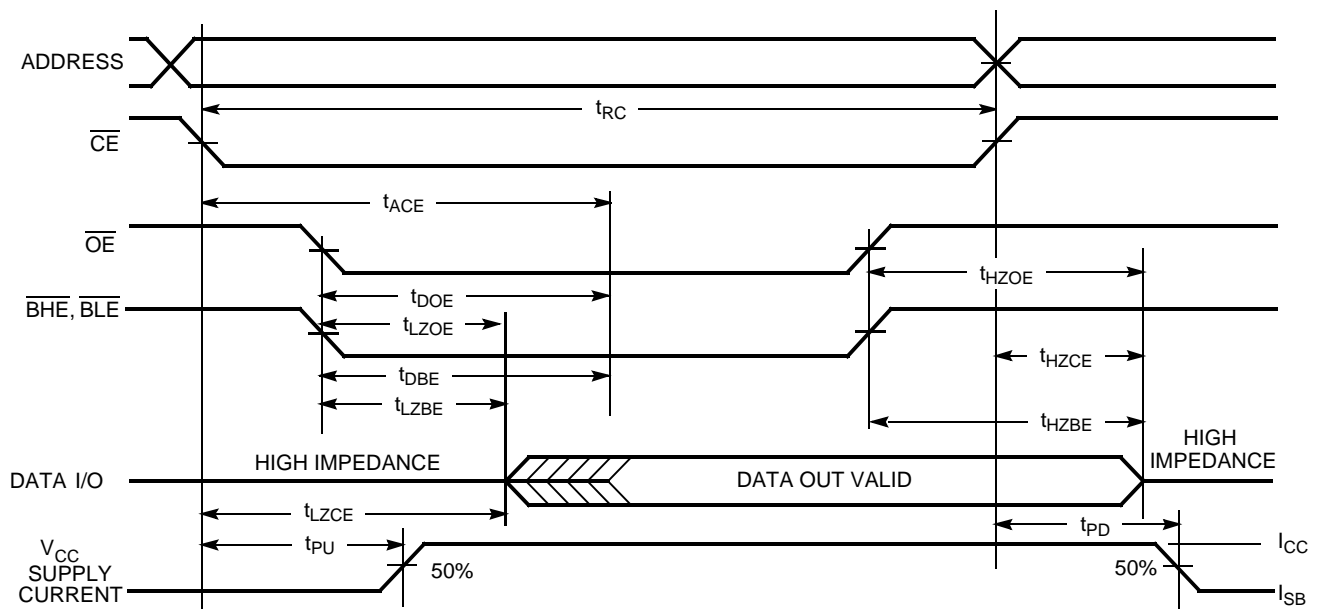 ADDRESS
tRC
CE
tACE
OE
tHZOE
tDOE
BHE, BLE
tLZOE
tHZCE
tDBE
tLZBE
tHZBE
HIGH IMPEDANCE
HIGH
IMPEDANCE
DATA I/O
DATA OUT VALID
tLZCE
tPU
tPD
VCC
SUPPLY
CURRENT
50%
50%
ICC
ISB